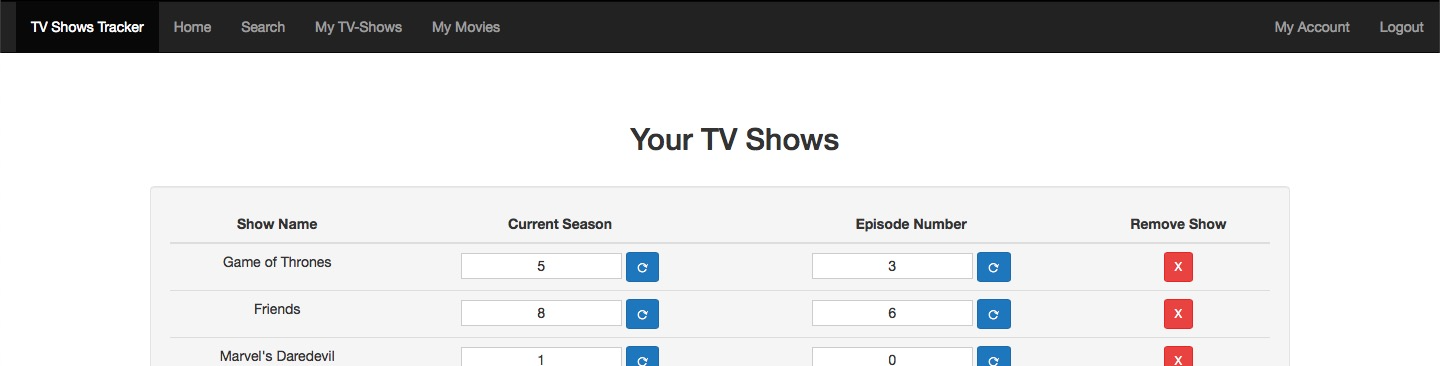 TV Shows Tracker Home Search My TV-Shows My Movies My Account Logout
Your TV Shows
Show Name Current Season Episode Number Remove Show
Game of Thrones 5 3 X
Friends 8 6 X
Marvel's Daredevil 1 0 X